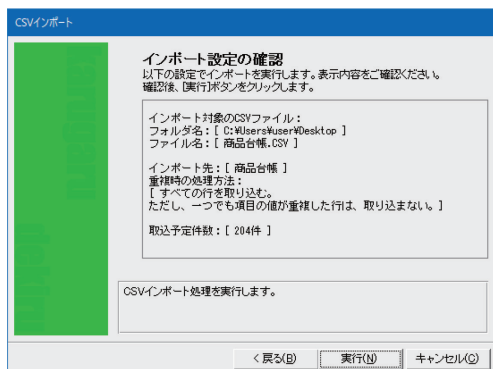 CSVインポート
インポート設定の確認
以下の設定でインポートを実行します。表示内容をご確認ください。
確認後、[実行]ボタンをクリックします。
インポート対象のCSVファイル：
フォルダ名：[ C:¥Users¥user¥Desktop ]
ファイル名：[ 商品台帳.CSV ]
インポート先：[ 商品台帳 ]
重複時の処理方法：
[ すべての行を取り込む。
ただし、一つでも項目の値が重複した行は、取り込まない。]
取込予定件数：[ 204件 ]
CSVインポート処理を実行します。
< 戻る(B)
実行(N)
キャンセル(C)
karugaru
dekiru